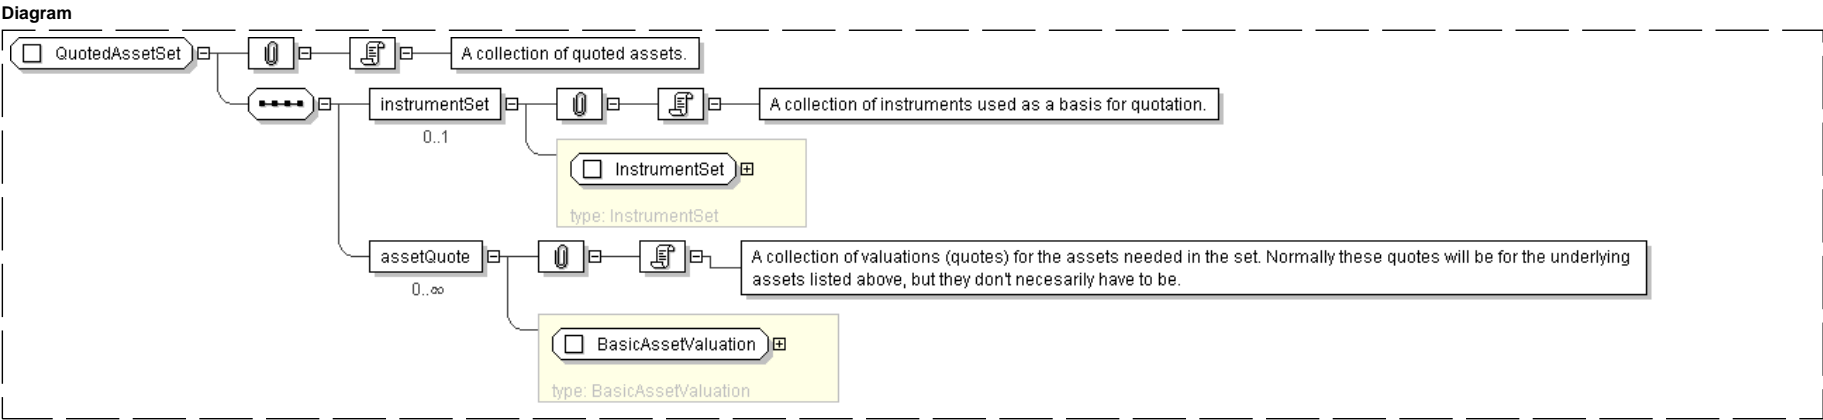 Diagram
QuotedAssetSet
A collection of quoted assets.
instrumentSet
A collection of instruments used as a basis for quotation.
0..1
InstrumentSet
type: InstrumentSet
assetQuote
A collection of valuations (quotes) for the assets needed in the set. Normally these quotes will be for the underlying
assets listed above, but they don't necesarily have to be.
0..∞
BasicAssetValuation
type: BasicAssetValuation